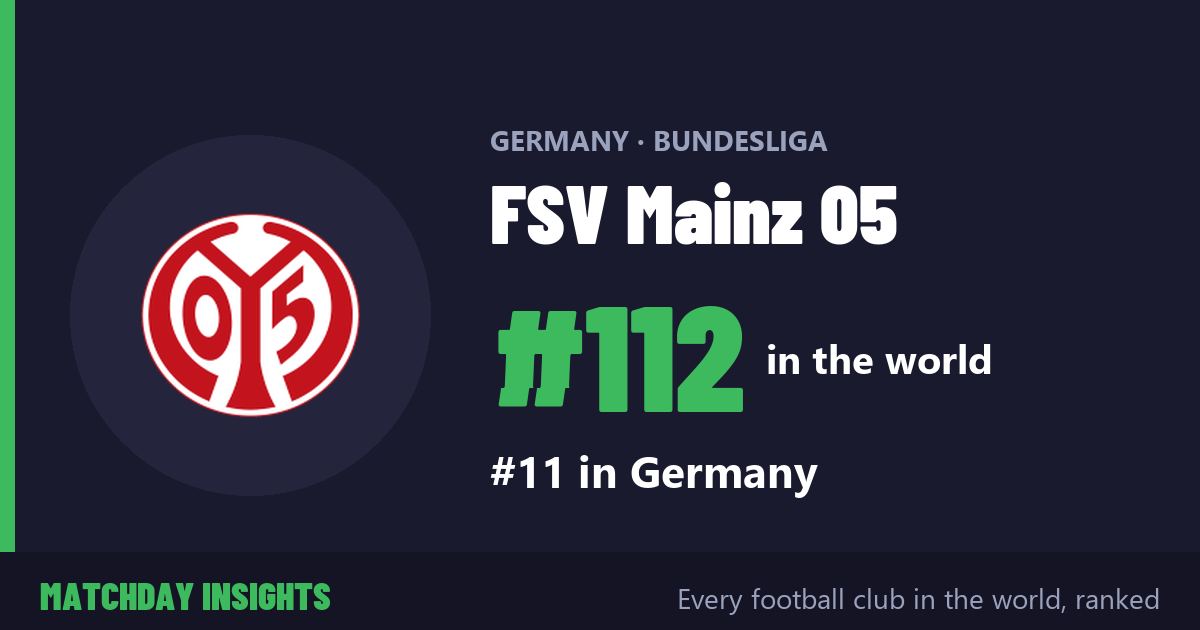 GERMANY · BUNDESLIGA
FSV Mainz 05
05
#112 in the world
#11 in Germany
MATCHDAY INSIGHTS
Every football club in the world, ranked